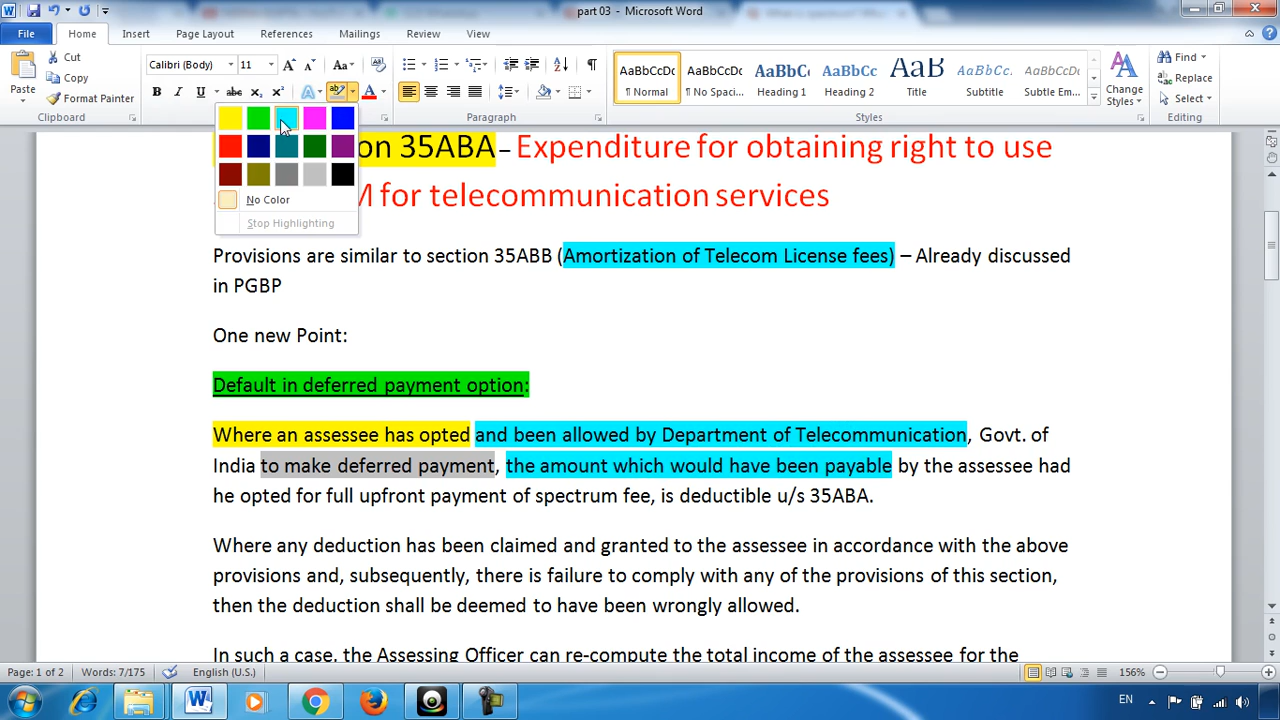 part 03 - Microsoft Word
File Home Insert Page Layout References Mailings Review View
Cut
Copy
Format Painter
Paste
Clipboard
Calibri (Body) 11
No Color
Stop Highlighting
Paragraph
AaBbCcDc AaBbCcDc AaBbCc AaBbCc AaB AaBbCc. AaBbCcDc
¶ Normal ¶ No Spaci... Heading 1 Heading 2 Title Subtitle Subtle Em...
Change Styles
Styles
Find
Replace
Select
Editing
on 35ABA – Expenditure for obtaining right to use
M for telecommunication services
Provisions are similar to section 35ABB (Amortization of Telecom License fees) – Already discussed
in PGBP
One new Point:
Default in deferred payment option:
Where an assessee has opted and been allowed by Department of Telecommunication, Govt. of
India to make deferred payment, the amount which would have been payable by the assessee had
he opted for full upfront payment of spectrum fee, is deductible u/s 35ABA.
Where any deduction has been claimed and granted to the assessee in accordance with the above
provisions and, subsequently, there is failure to comply with any of the provisions of this section,
then the deduction shall be deemed to have been wrongly allowed.
In such a case, the Assessing Officer can re-compute the total income of the assessee for the
Page: 1 of 2 Words: 7/175 English (U.S.) 156%
EN